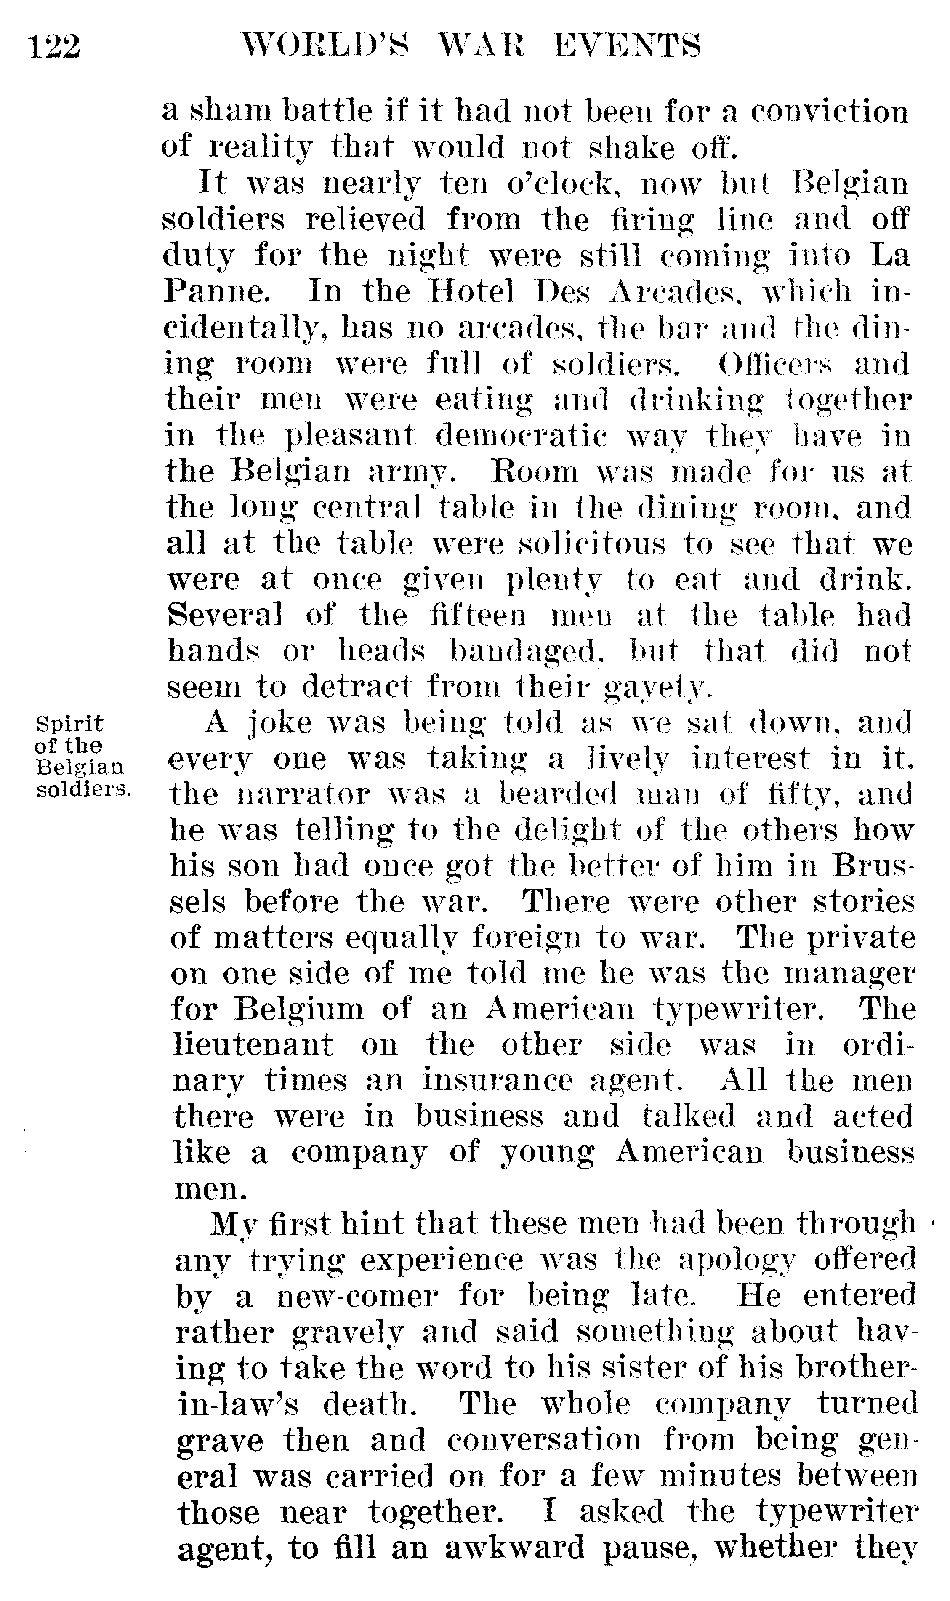 122 WORLD'S WAR EVENTS
a sham battle if it had not been for a conviction
of reality that would not shake off.
It was nearly ten o'clock, now but Belgian
soldiers relieved from the firing line and off
duty for the night were still coming into La
Panne. In the Hotel Des Arcades, which in-
cidentally, has no arcades, the bar and the din-
ing room were full of soldiers. Officers and
their men were eating and drinking together
in the pleasant democratic way they have in
the Belgian army. Room was made for us at
the long central table in the dining room, and
all at the table were solicitous to see that we
were at once given plenty to eat and drink.
Several of the fifteen men at the table had
hands or heads bandaged, but that did not
seem to detract from their gayety.
Spirit
of the
Belgian
soldiers.
A joke was being told as we sat down, and
every one was taking a lively interest in it.
the narrator was a bearded man of fifty, and
he was telling to the delight of the others how
his son had once got the better of him in Brus-
sels before the war. There were other stories
of matters equally foreign to war. The private
on one side of me told me he was the manager
for Belgium of an American typewriter. The
lieutenant on the other side was in ordi-
nary times an insurance agent. All the men
there were in business and talked and acted
like a company of young American business
men.
My first hint that these men had been through
any trying experience was the apology offered
by a new-comer for being late. He entered
rather gravely and said something about hav-
ing to take the word to his sister of his brother-
in-law's death. The whole company turned
grave then and conversation from being gen-
eral was carried on for a few minutes between
those near together. I asked the typewriter
agent, to fill an awkward pause, whether they